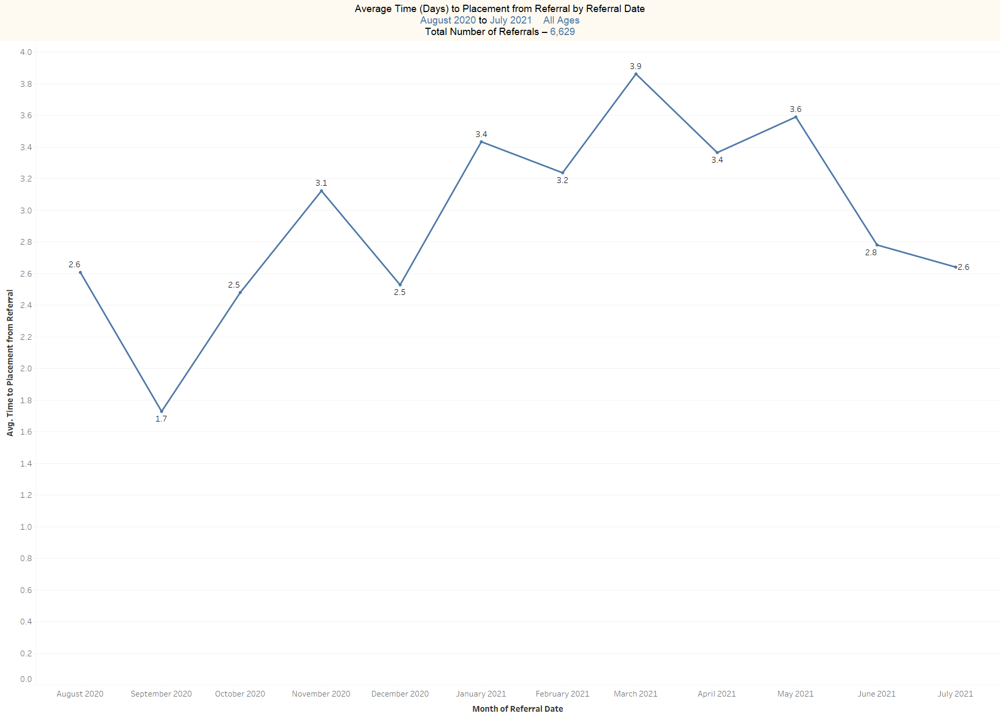 Average Time (Days) to Placement from Referral by Referral Date
August 2020 to July 2021 All Ages
Total Number of Referrals – 6,629
4.0
3.8
3.6
3.4
3.2
3.0
2.8
2.6
2.4
2.2
2.0
1.8
1.6
1.4
1.2
1.0
0.8
0.6
0.4
0.2
0.0
Avg. Time to Placement from Referral
2.6
1.7
2.5
3.1
2.5
3.4
3.2
3.9
3.4
3.6
2.8
2.6
August 2020
September 2020
October 2020
November 2020
December 2020
January 2021
February 2021
March 2021
April 2021
May 2021
June 2021
July 2021
Month of Referral Date